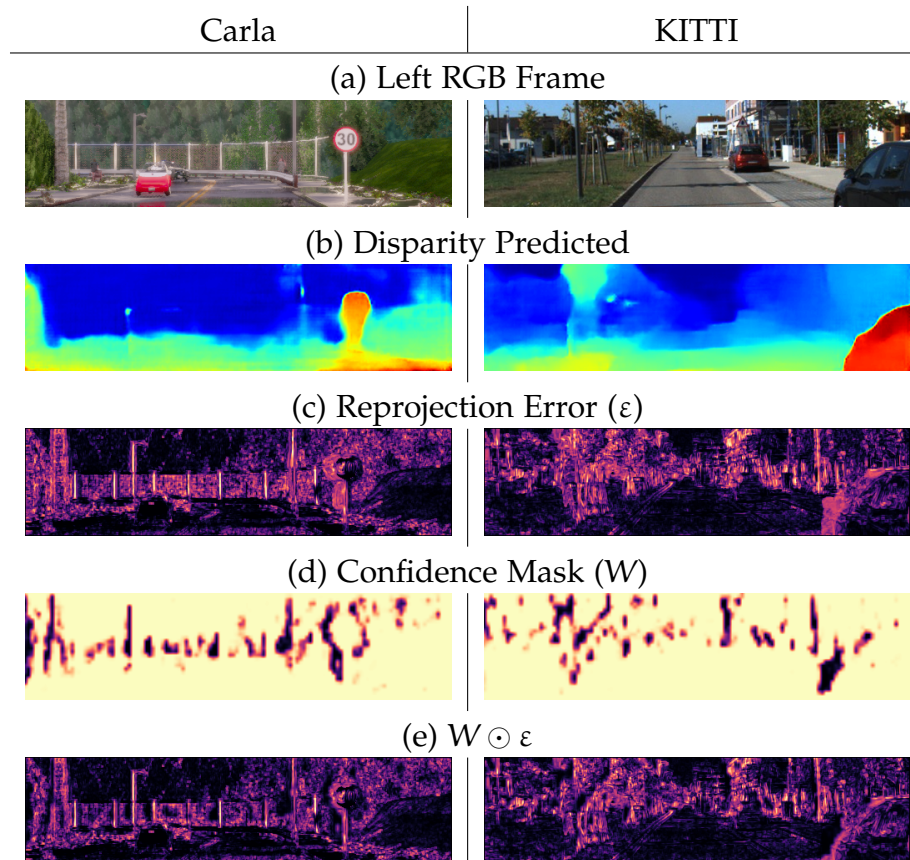 Carla KITTI
(a) Left RGB Frame
30
(b) Disparity Predicted
(c) Reprojection Error (ε)
(d) Confidence Mask (W)
(e) W ⊙ ε